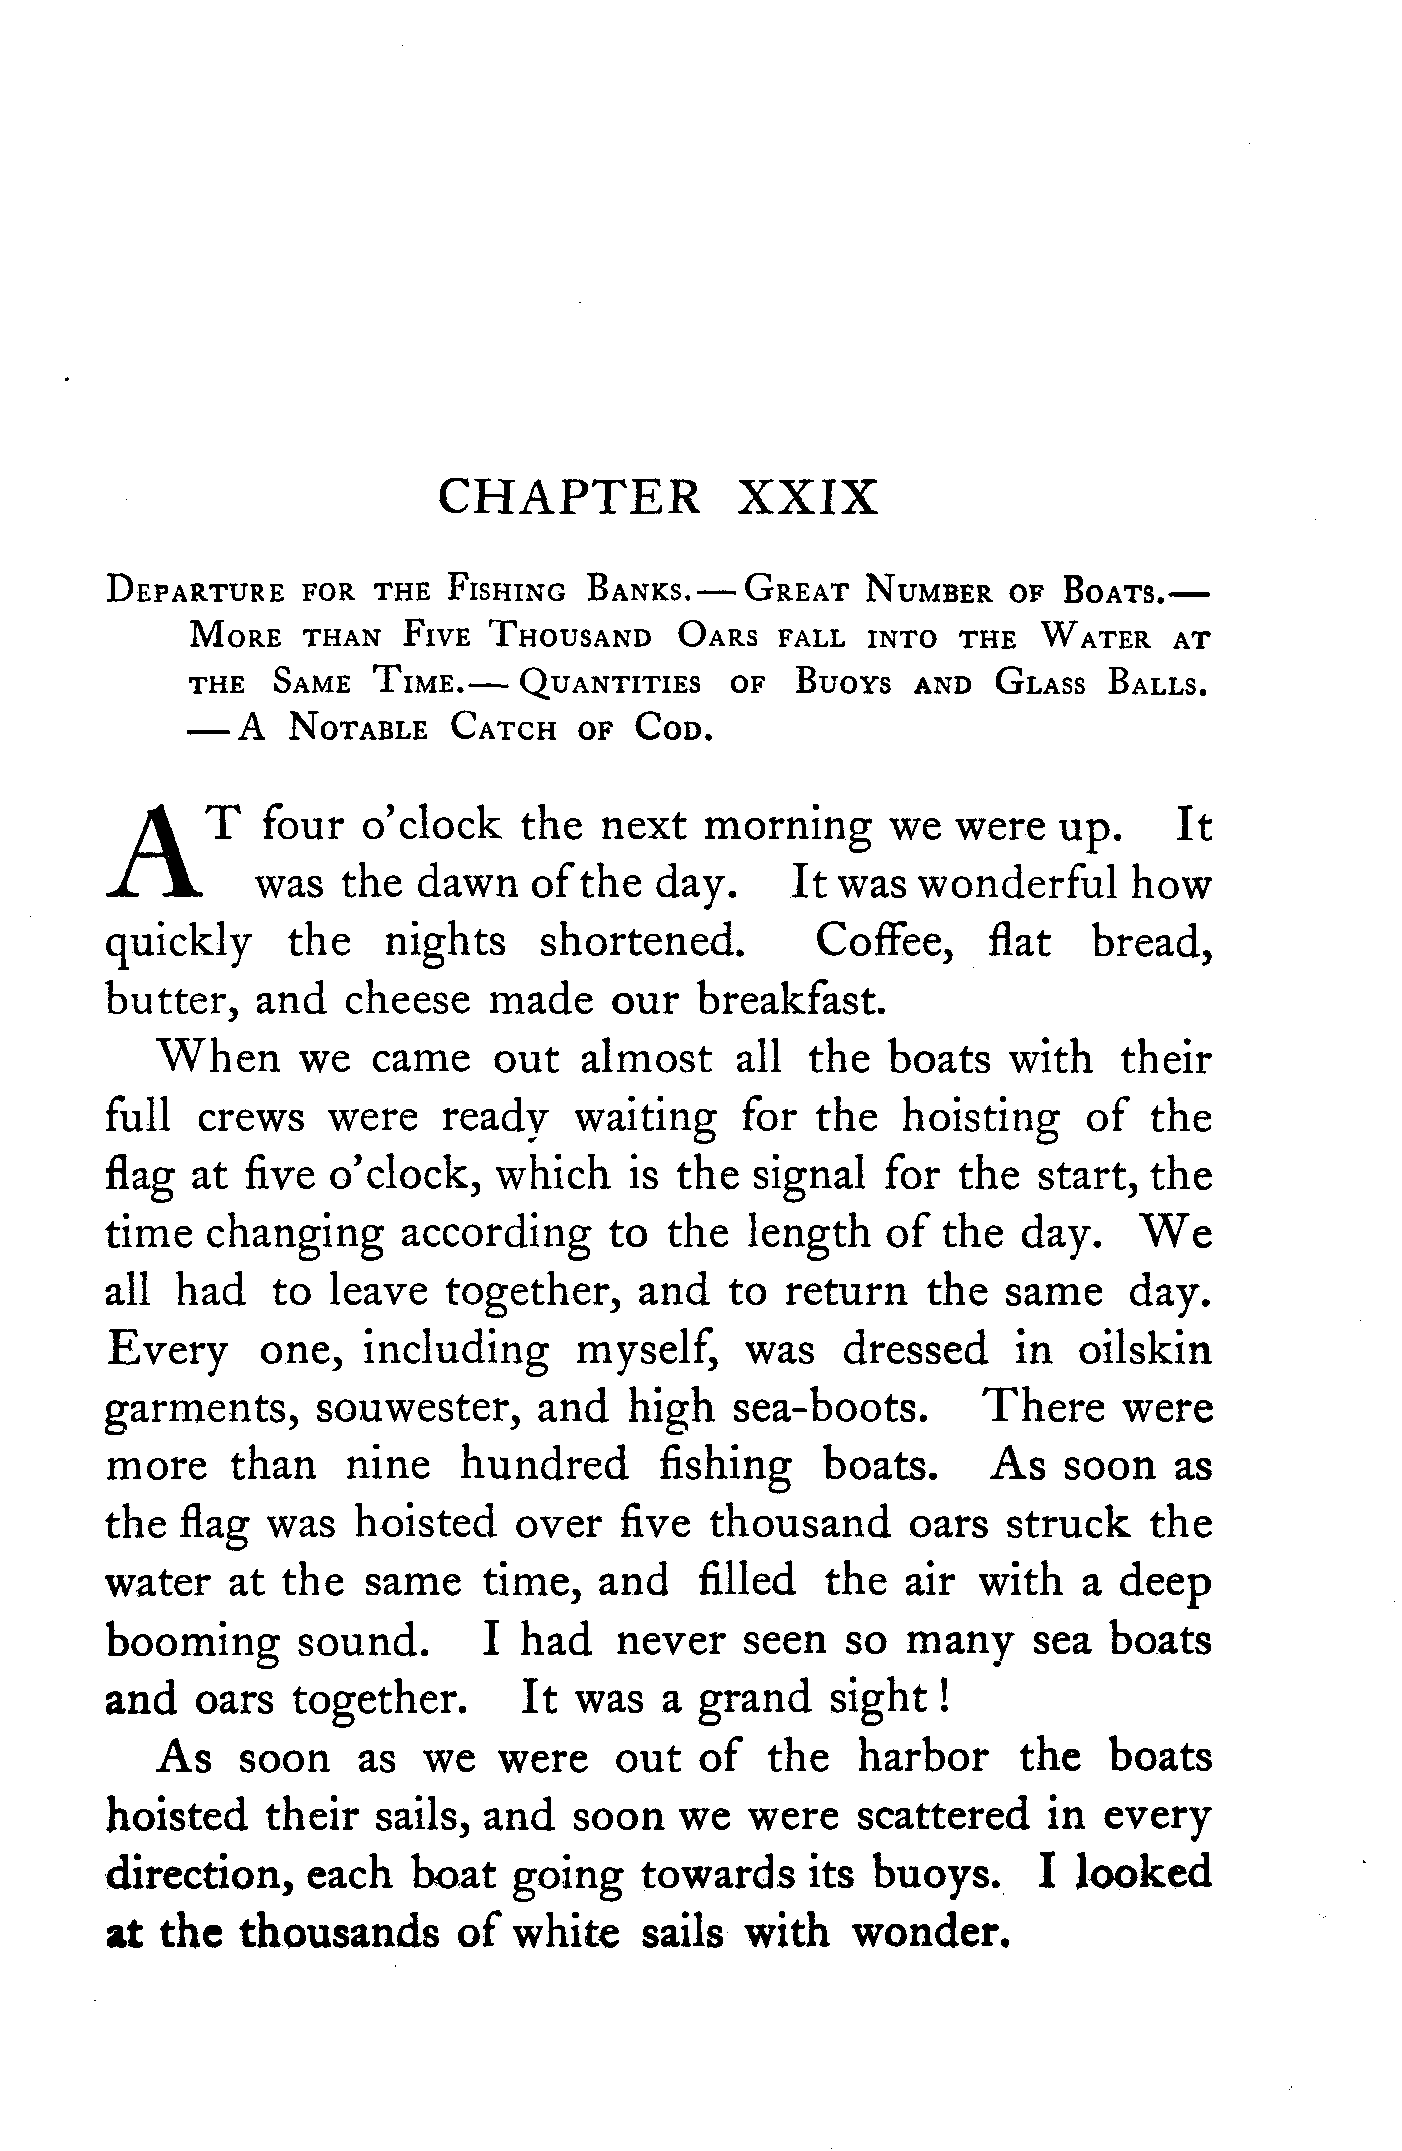 CHAPTER XXIX
Departure for the Fishing Banks.—Great Number of Boats.—
More than Five Thousand Oars fall into the Water at
the Same Time.—Quantities of Buoys and Glass Balls.
—A Notable Catch of Cod.
AT four o'clock the next morning we were up. It
was the dawn of the day. It was wonderful how
quickly the nights shortened. Coffee, flat bread,
butter, and cheese made our breakfast.
When we came out almost all the boats with their
full crews were ready waiting for the hoisting of the
flag at five o'clock, which is the signal for the start, the
time changing according to the length of the day. We
all had to leave together, and to return the same day.
Every one, including myself, was dressed in oilskin
garments, souwester, and high sea-boots. There were
more than nine hundred fishing boats. As soon as
the flag was hoisted over five thousand oars struck the
water at the same time, and filled the air with a deep
booming sound. I had never seen so many sea boats
and oars together. It was a grand sight!
As soon as we were out of the harbor the boats
hoisted their sails, and soon we were scattered in every
direction, each boat going towards its buoys. I looked
at the thousands of white sails with wonder.